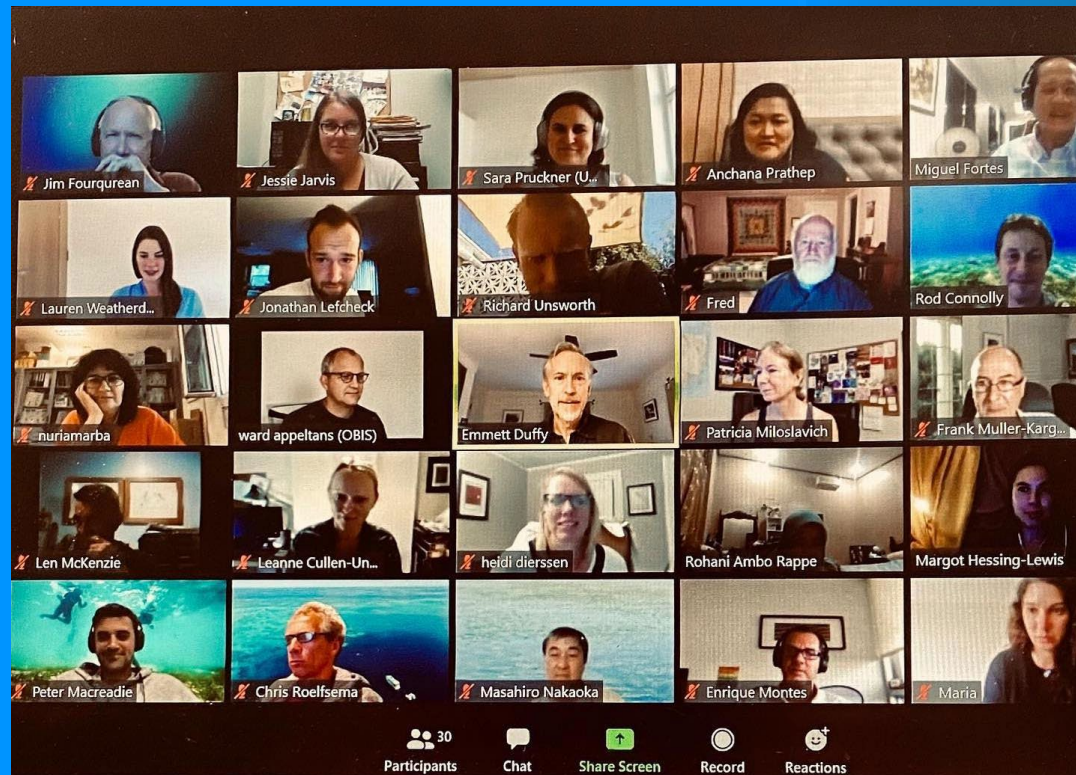 Jim Fourqurean
Jessie Jarvis
Sara Pruckner (U...
Anchana Prathep
Miguel Fortes
Lauren Weatherd...
Jonathan Lefcheck
Richard Unsworth
Fred
Rod Connolly
nuriamarba
ward appeltans (OBIS)
Emmett Duffy
Patricia Miloslavich
Frank Muller-Karg...
Len McKenzie
Leanne Cullen-Un...
heidi dierssen
Rohani Ambo Rappe
Margot Hessing-Lewis
Peter Macreadie
Chris Roelfsema
Masahiro Nakaoka
Enrique Montes
Maria
30
Participants
Chat
Share Screen
Record
Reactions